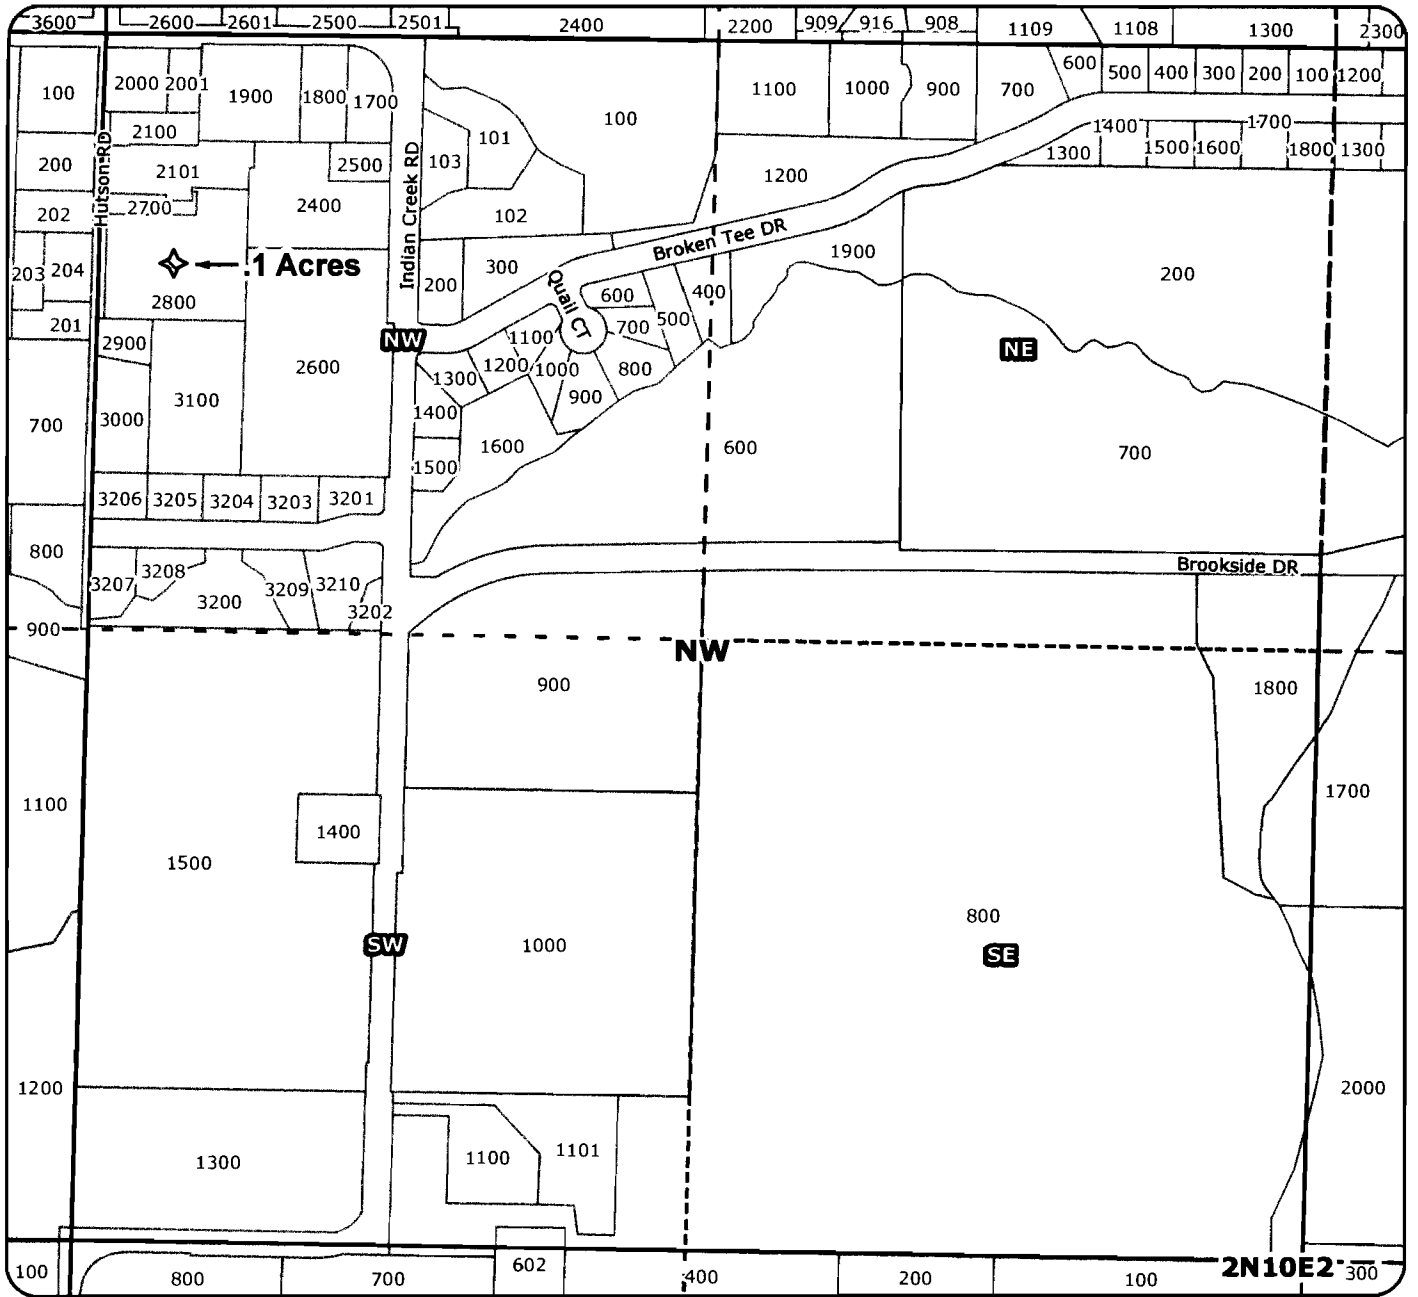 3600 2600 2601 2500 2501 2400 2200 909 916 908 1109 1108 1300 2300
100 2000 2001 1900 1800 1700 100 1100 1000 900 700 600 500 400 300 200 100 1200
2100 101 1400 1700
200 2101 2500 103 1200 1300 1500 1600 1800 1300
Hutson RD
Indian Creek RD
202 2700 2400 102
Broken Tee DR
203 204 .1 Acres 200 300 1900 200
Quail CT
201 2800 600 400
2900 NW 1100 700 500 NE
2600 1300 1200 1000 800
700 3000 3100 1400 900
1500 1600 600 700
3206 3205 3204 3203 3201
800 3207 3208 3200 3209 3210 3202
Brookside DR
900 NW
900 1800
1100 1400 1700
1500
800
SW 1000 SE
1200 2000
1300 1100 1101
100 800 700 602 400 200 100 2N10E2 300